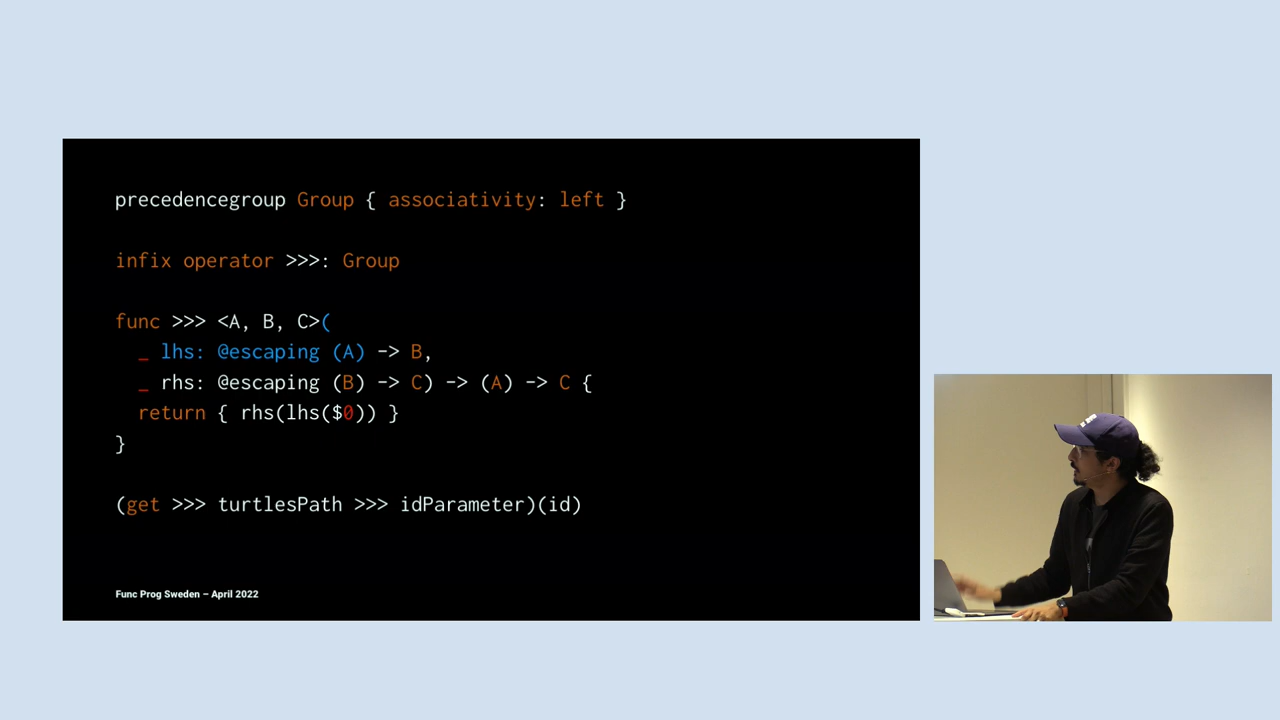 precedencegroup Group { associativity: left }
infix operator >>>: Group
func >>> <A, B, C>(
_ lhs: @escaping (A) -> B,
_ rhs: @escaping (B) -> C) -> (A) -> C {
return { rhs(lhs($0)) }
}
(get >>> turtlesPath >>> idParameter)(id)
Func Prog Sweden – April 2022